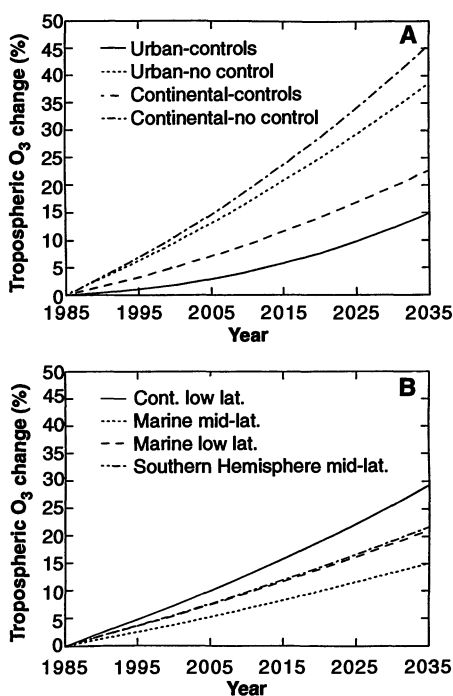 A
Tropospheric O3 change (%)
50
45
40
35
30
25
20
15
10
5
0
Urban-controls
Urban-no control
Continental-controls
Continental-no control
1985 1995 2005 2015 2025 2035
Year
B
Tropospheric O3 change (%)
50
45
40
35
30
25
20
15
10
5
0
Cont. low lat.
Marine mid-lat.
Marine low lat.
Southern Hemisphere mid-lat.
1985 1995 2005 2015 2025 2035
Year